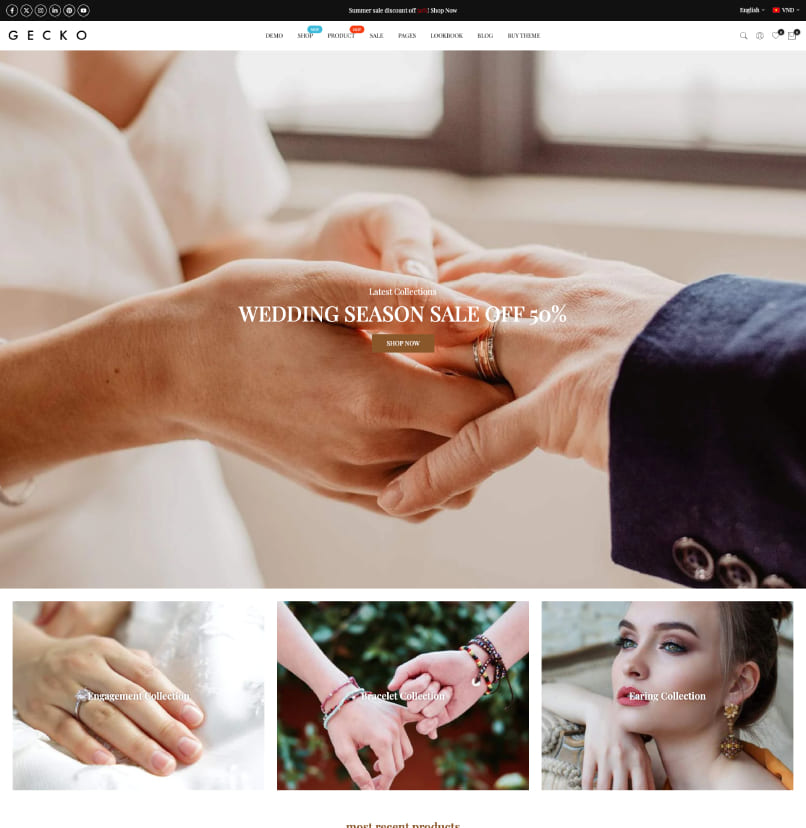 Summer sale discount off 50%! Shop Now
English
VND
GECKO
DEMO
SHOP
NEW
PRODUCT
HOT
SALE
PAGES
LOOKBOOK
BLOG
BUY THEME
0
0
Latest Collections
WEDDING SEASON SALE OFF 50%
SHOP NOW
Engagement Collection
Bracelet Collection
Earing Collection
most recent products